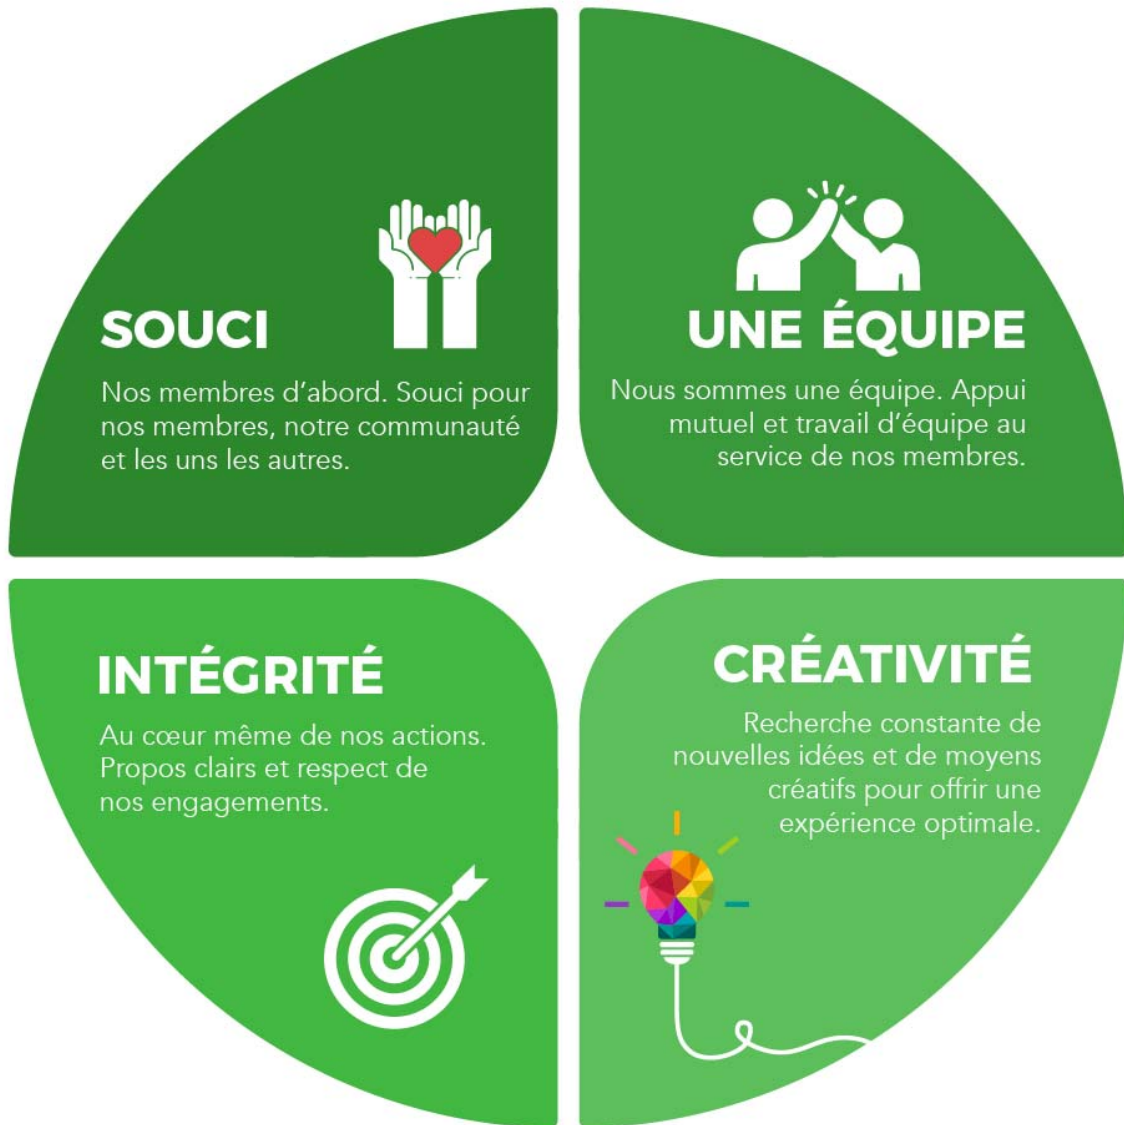 SOUCI
Nos membres d'abord. Souci pour
nos membres, notre communauté
et les uns les autres.
UNE ÉQUIPE
Nous sommes une équipe. Appui
mutuel et travail d'équipe au
service de nos membres.
INTÉGRITÉ
Au cœur même de nos actions.
Propos clairs et respect de
nos engagements.
CRÉATIVITÉ
Recherche constante de
nouvelles idées et de moyens
créatifs pour offrir une
expérience optimale.